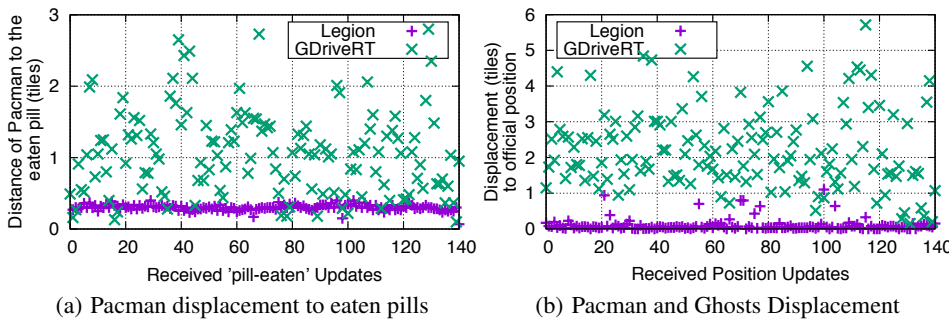 3
2
1
0
0 20 40 60 80 100 120 140
Distance of Pacman to the
eaten pill (tiles)
Received 'pill-eaten' Updates
Legion
GDriveRT
(a) Pacman displacement to eaten pills
6
5
4
3
2
1
0
0 20 40 60 80 100 120 140
Displacement (tiles)
to official position
Received Position Updates
Legion
GDriveRT
(b) Pacman and Ghosts Displacement